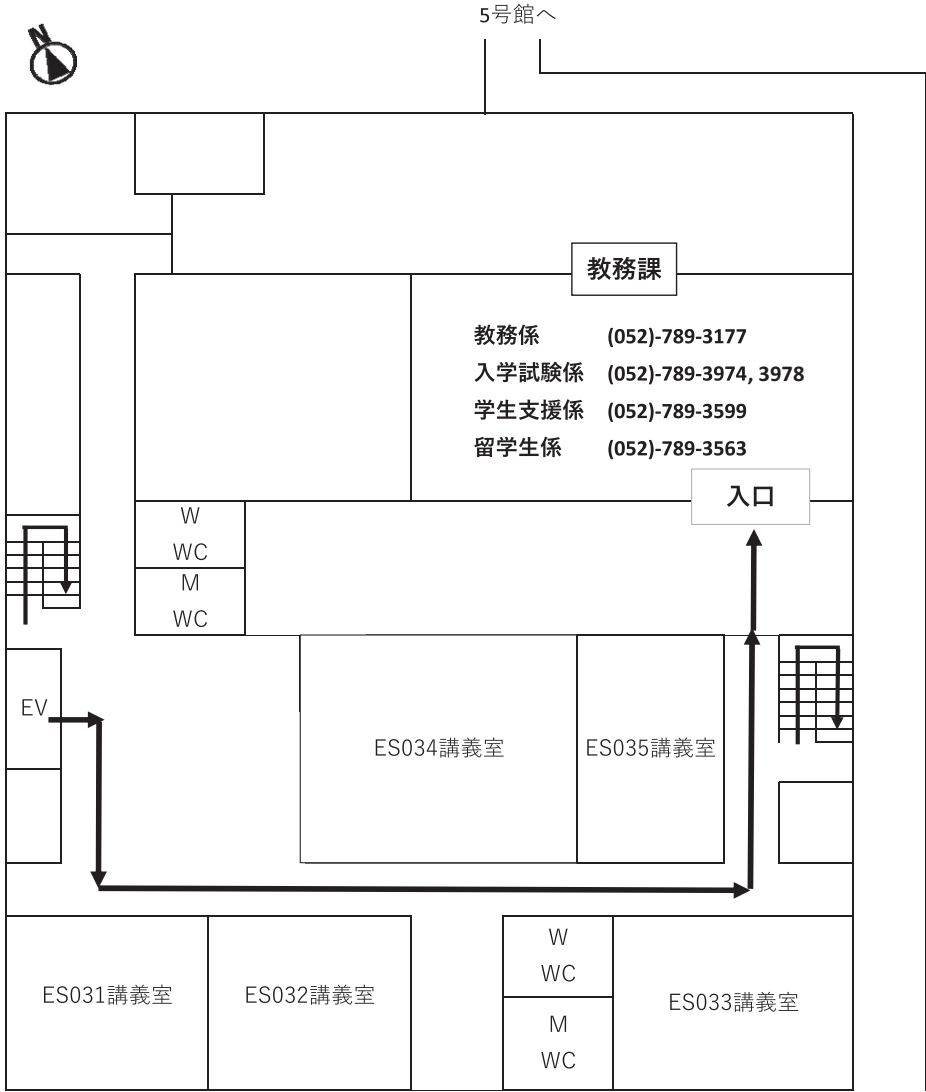 5号館へ
N
教務課
教務係 (052)-789-3177
入学試験係 (052)-789-3974, 3978
学生支援係 (052)-789-3599
留学生係 (052)-789-3563
入口
W
WC
M
WC
EV
ES034講義室
ES035講義室
ES031講義室
ES032講義室
W
WC
M
WC
ES033講義室